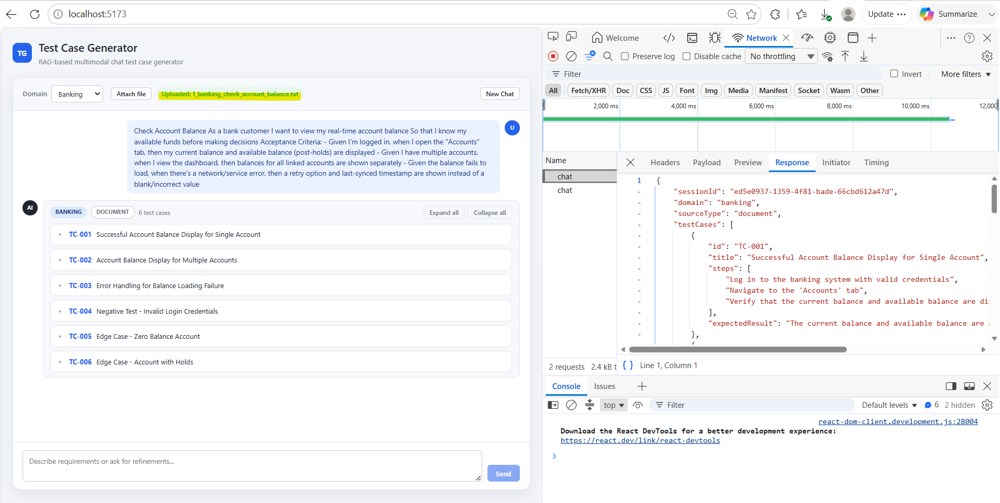 localhost:5173
Update
Summarize
TG
Test Case Generator
RAG-based multimodal chat test case generator
Domain
Banking
Attach file
Uploaded: 1_banking_check_account_balance.txt
New Chat
Check Account Balance As a bank customer I want to view my real-time account balance So that I know my
available funds before making decisions Acceptance Criteria: - Given I'm logged in, when I open the "Accounts"
tab, then my current balance and available balance (post-holds) are displayed - Given I have multiple accounts,
when I view the dashboard, then balances for all linked accounts are shown separately - Given the balance fails to
load, when there's a network/service error, then a retry option and last-synced timestamp are shown instead of a
blank/incorrect value
U
AI
BANKING
DOCUMENT
6 test cases
Expand all
Collapse all
TC-001 Successful Account Balance Display for Single Account
TC-002 Account Balance Display for Multiple Accounts
TC-003 Error Handling for Balance Loading Failure
TC-004 Negative Test - Invalid Login Credentials
TC-005 Edge Case - Zero Balance Account
TC-006 Edge Case - Account with Holds
Describe requirements or ask for refinements...
Send
Welcome
Network
Preserve log
Disable cache
No throttling
Filter
Invert
More filters
All
Fetch/XHR
Doc
CSS
JS
Font
Img
Media
Manifest
Socket
Wasm
Other
2,000 ms
4,000 ms
6,000 ms
8,000 ms
10,000 ms
12,000
Name
chat
chat
2 requests
2.4 kB t
Headers
Payload
Preview
Response
Initiator
Timing
1 {
- "sessionId": "ed5e0937-1359-4f81-bade-66cbd612a47d",
- "domain": "banking",
- "sourceType": "document",
- "testCases": [
- {
- "id": "TC-001",
- "title": "Successful Account Balance Display for Single Account",
- "steps": [
- "Log in to the banking system with valid credentials",
- "Navigate to the 'Accounts' tab",
- "Verify that the current balance and available balance are di
- ],
- "expectedResult": "The current balance and available balance are a
- },
{ } Line 1, Column 1
Console
Issues
top
Filter
Default levels
6
2 hidden
react-dom-client.development.js:28004
Download the React DevTools for a better development experience:
https://react.dev/link/react-devtools